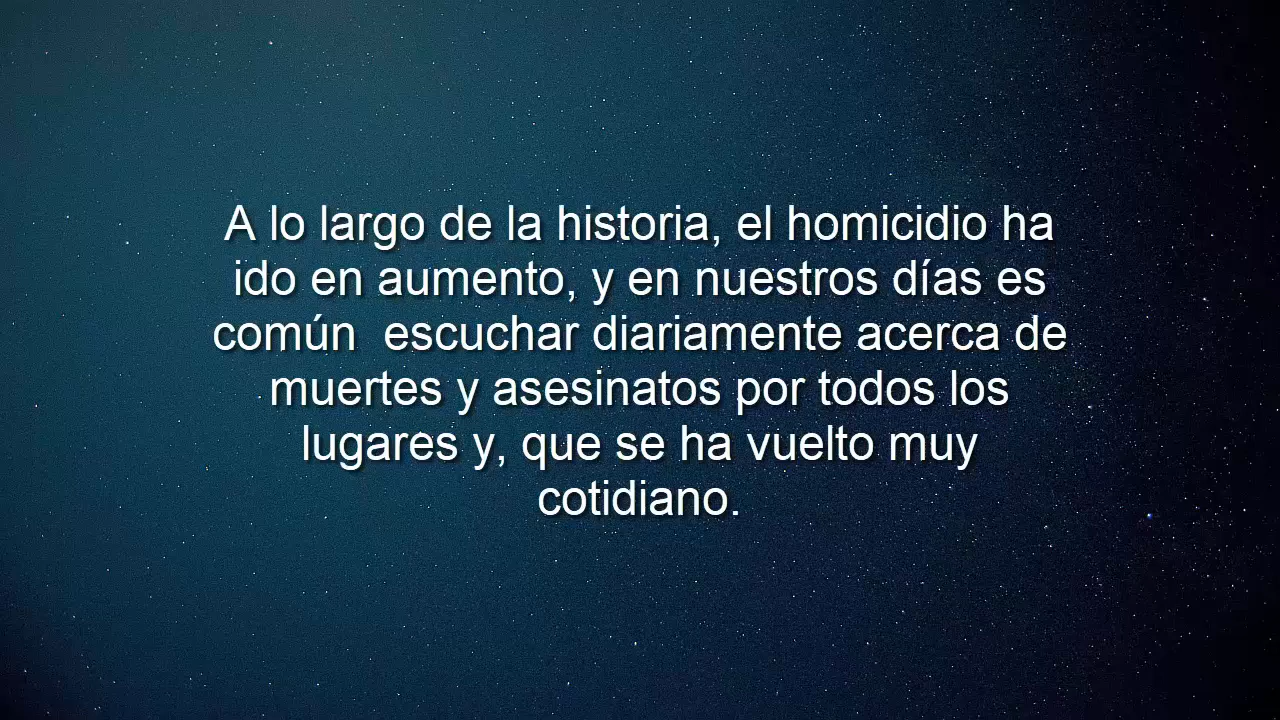 A lo largo de la historia, el homicidio ha
ido en aumento, y en nuestros días es
común  escuchar diariamente acerca de
muertes y asesinatos por todos los
lugares y, que se ha vuelto muy
cotidiano.